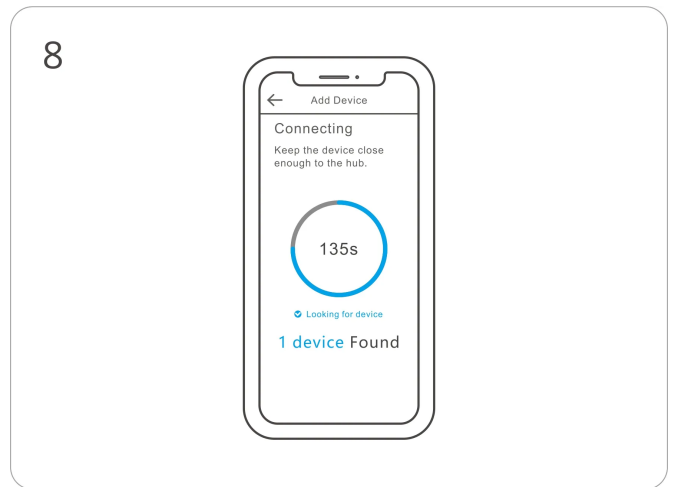 8
Add Device
Connecting
Keep the device close
enough to the hub.
135s
Looking for device
1 device Found